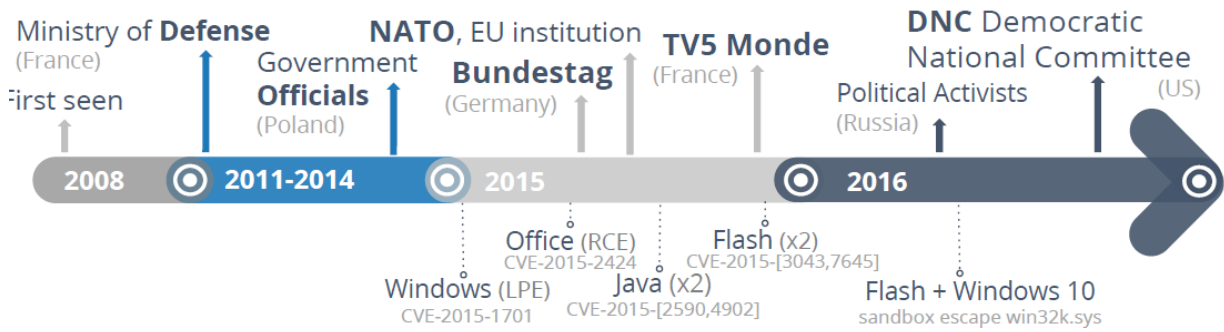 Ministry of Defense
(France)
First seen
Government
Officials
(Poland)
NATO, EU institution
Bundestag
(Germany)
TV5 Monde
(France)
DNC Democratic
National Committee
(US)
Political Activists
(Russia)
2008
2011-2014
2015
2016
Windows (LPE)
CVE-2015-1701
Office (RCE)
CVE-2015-2424
Java (x2)
CVE-2015-[2590,4902]
Flash (x2)
CVE-2015-[3043,7645]
Flash + Windows 10
sandbox escape win32k.sys